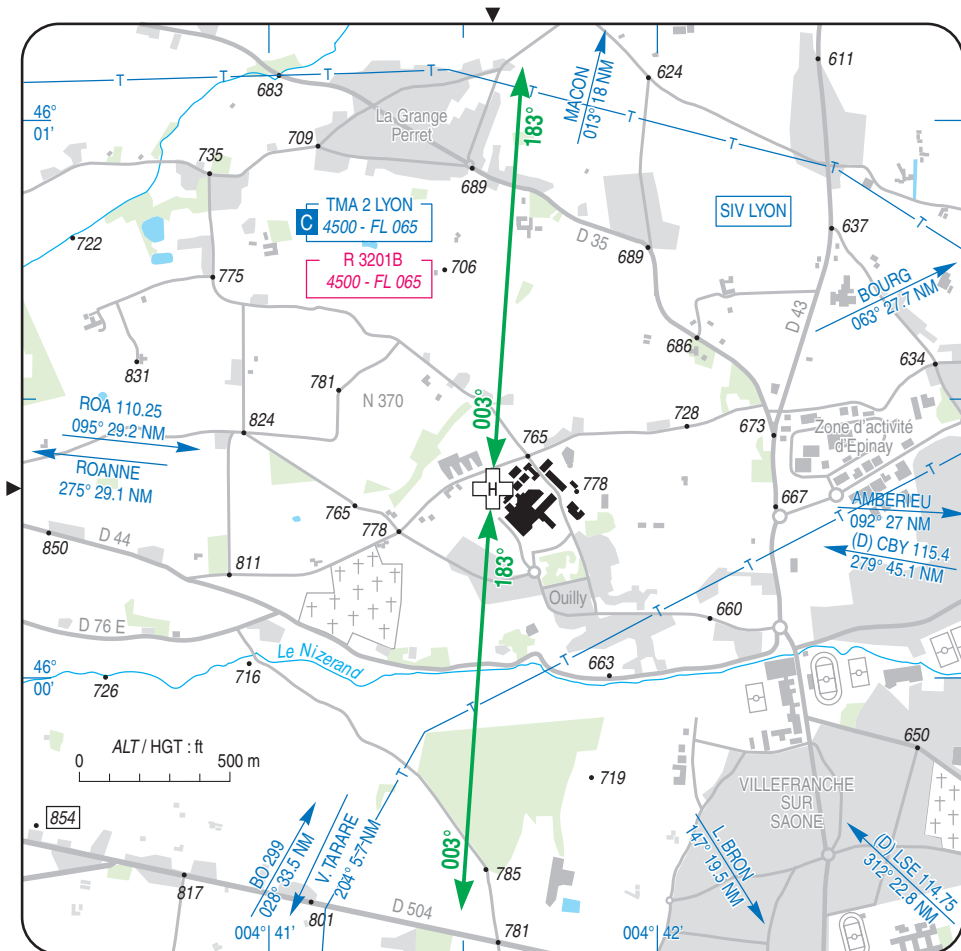 683
T
T
T
T
T
T
T
T
T
T
624
611
46°
01'
MACON
013° 18 NM
183°
La Grange
Perret
709
735
689
TMA 2 LYON
C 4500 - FL 065
SIV LYON
637
722
D 35
689
R 3201B
4500 - FL 065
706
775
BOURG
063° 27.7 NM
D 43
686
831
781
634
ROA 110.25
095° 29.2 NM
ROANNE
275° 29.1 NM
N 370
824
003°
728
673
Zone d'activité
d'Epinay
765
H
778
667
AMBERIEU
092° 27 NM
(D) CBY 115.4
279° 45.1 NM
765
778
850
D 44
811
183°
Ouilly
660
D 76 E
Le Nizerand
46°
00'
726
716
663
ALT / HGT : ft
0 500 m
719
650
VILLEFRANCHE
SUR
SAONE
854
BO 299
028° 33.5 NM
V. TARARE
204° 5.7 NM
003°
785
L. BRON
147° 19.5 NM
(D) LSE 114.75
312° 22.8 NM
817
801
D 504
781
004° 41'
004° 42'